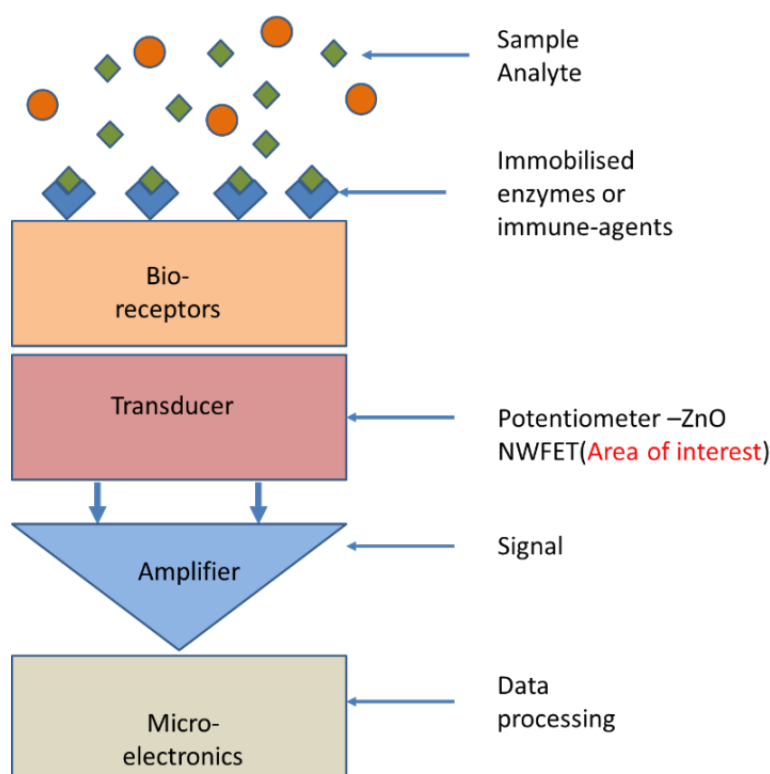 Sample
Analyte
Immobilised
enzymes or
immune-agents
Bio-
receptors
Transducer
Potentiometer –ZnO
NWFET(Area of interest)
Signal
Amplifier
Data
processing
Micro-
electronics